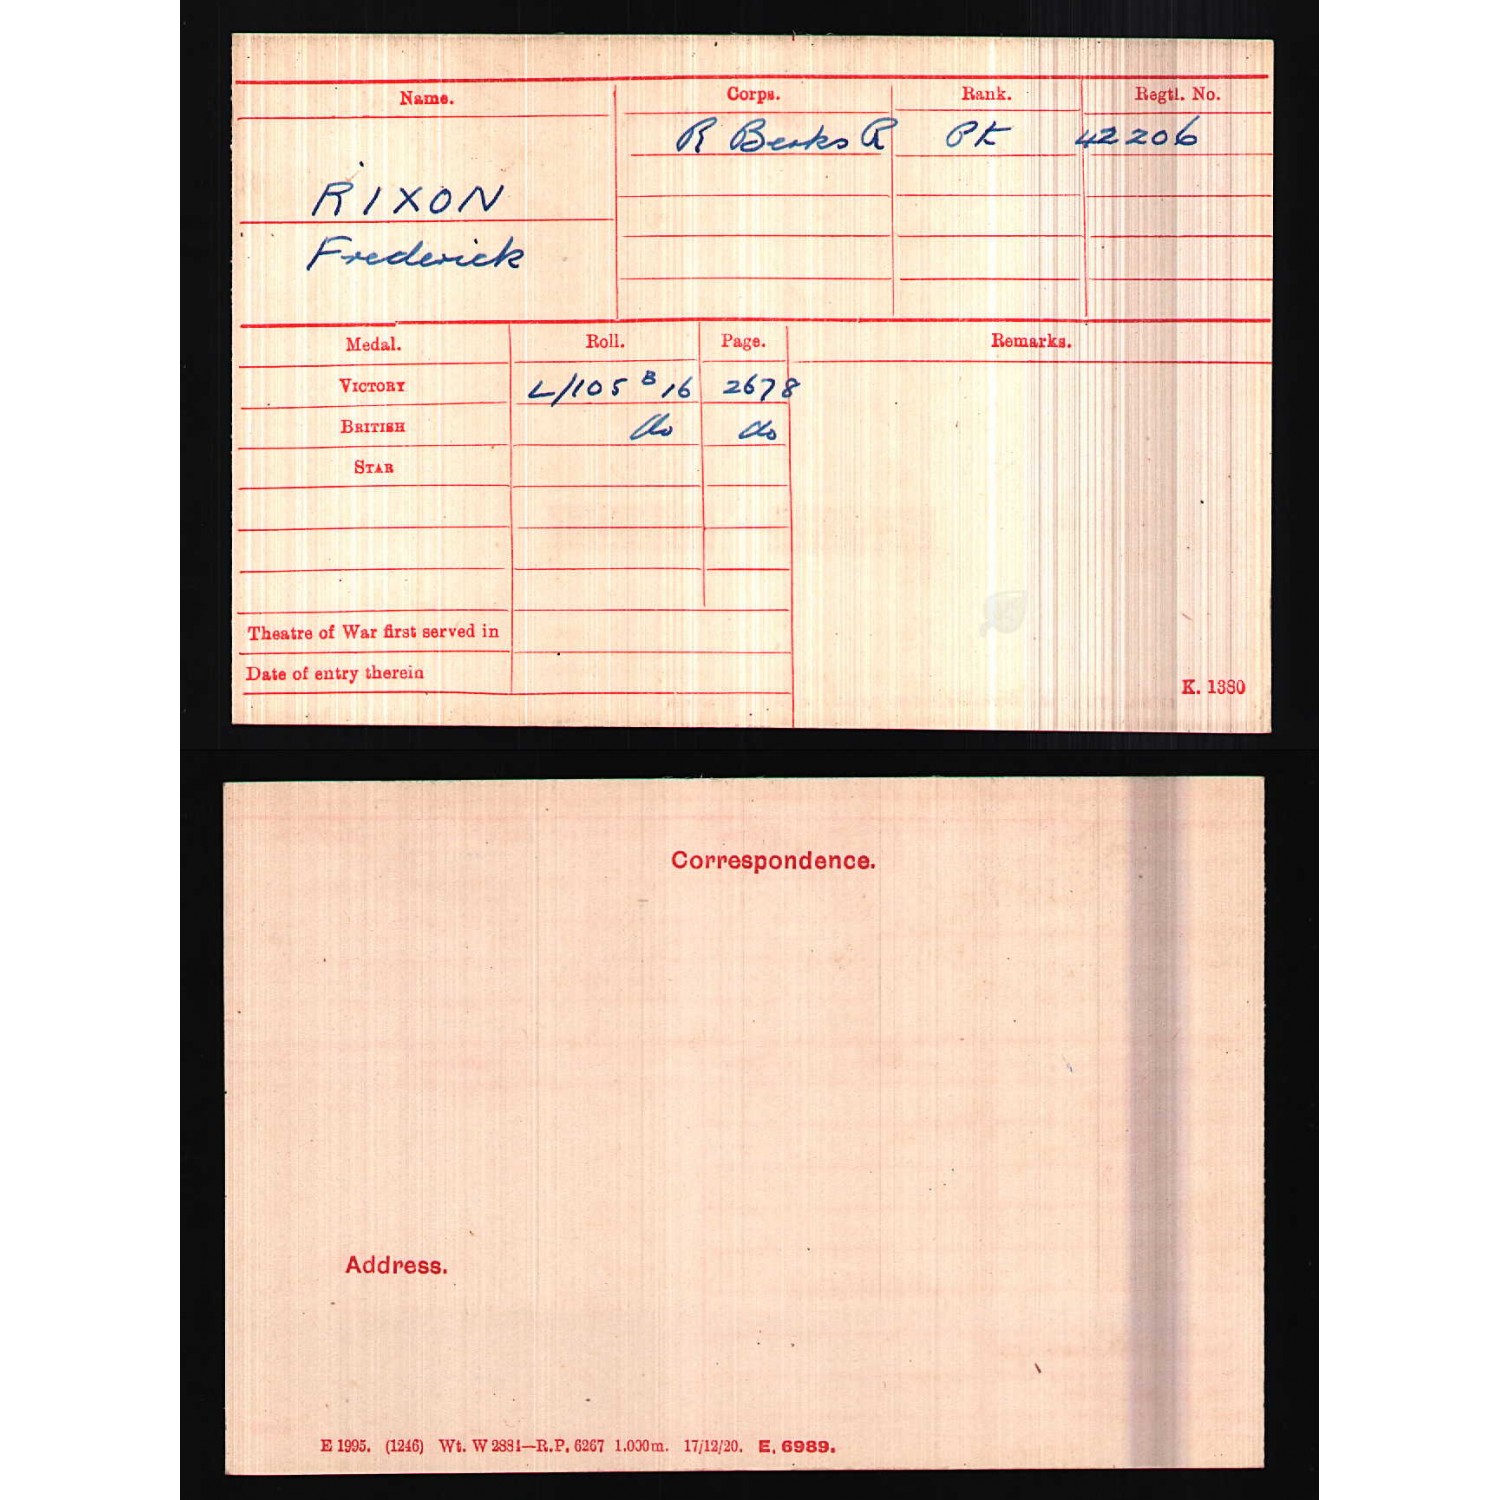 Name. Corps. Rank. Regtl. No.
R Berks R Pte 42206
RIXON
Frederick
Medal. Roll. Page. Remarks.
VICTORY L/105 B 16 2678
BRITISH do do
STAR
Theatre of War first served in
Date of entry therein
K. 1380
Correspondence.
Address.
E 1995. (1246) Wt. W 2881—R.P. 6267 1,000m. 17/12/20. E. 6989.